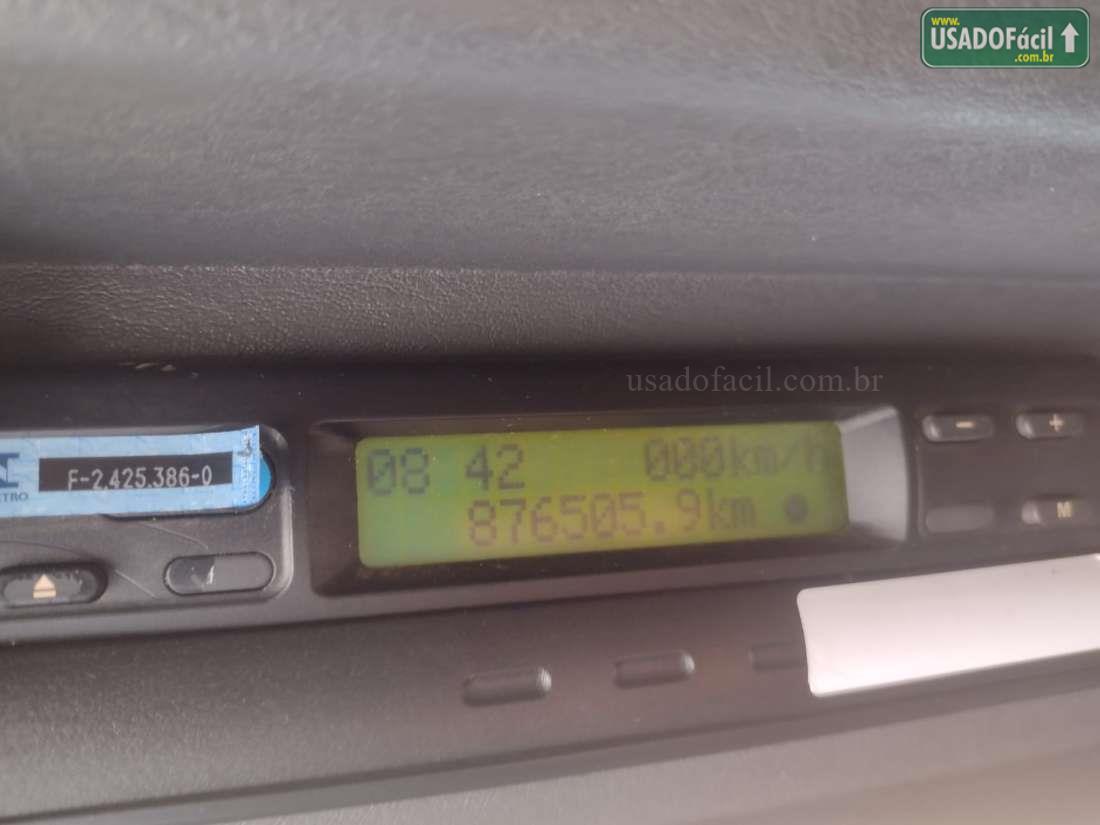 www.
USADOFácil
.com.br
usadofacil.com.br
F-2.425.386-0
08 42 000km/h
876505.9km
- +
M